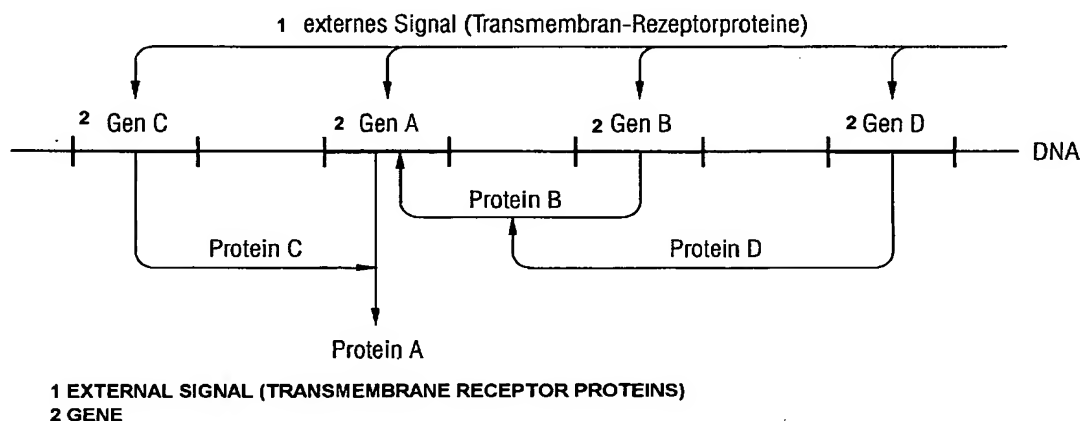 1 externes Signal (Transmembran-Rezeptorproteine)
2 Gen C
2 Gen A
2 Gen B
2 Gen D
DNA
Protein B
Protein C
Protein D
Protein A
1 EXTERNAL SIGNAL (TRANSMEMBRANE RECEPTOR PROTEINS)
2 GENE